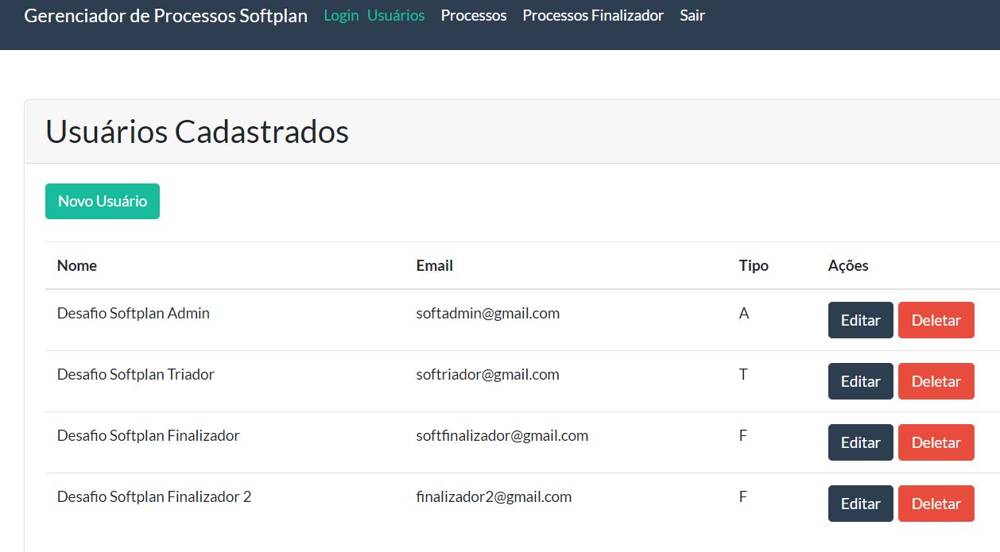 Gerenciador de Processos Softplan Login Usuários Processos Processos Finalizador Sair
Usuários Cadastrados
Novo Usuário
Nome Email Tipo Ações
Desafio Softplan Admin softadmin@gmail.com A Editar Deletar
Desafio Softplan Triador softriador@gmail.com T Editar Deletar
Desafio Softplan Finalizador softfinalizador@gmail.com F Editar Deletar
Desafio Softplan Finalizador 2 finalizador2@gmail.com F Editar Deletar